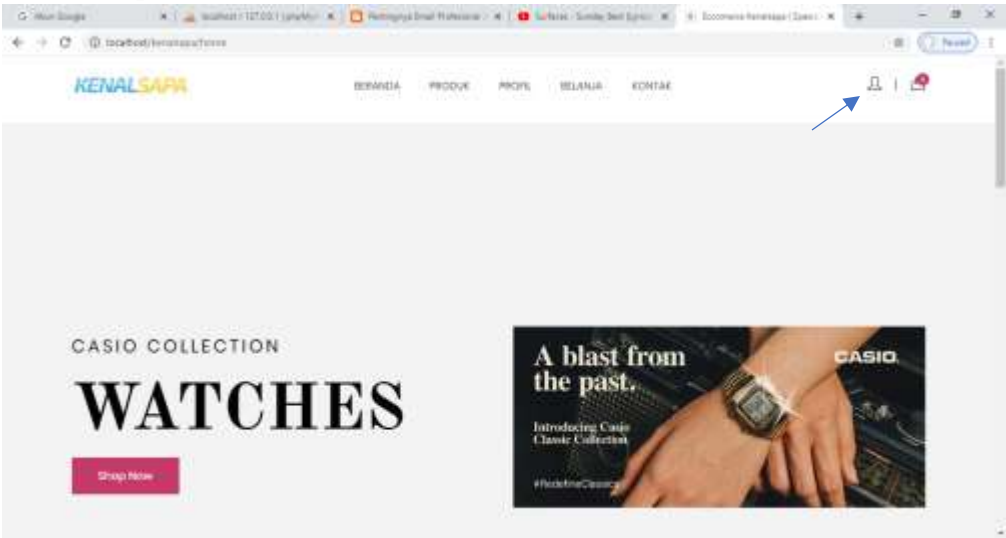 localhost/kenalsapa/home
KENALSAPA
BERANDA PRODUK PROFIL BELANJA KONTAK
CASIO COLLECTION
WATCHES
Shop Now
A blast from
the past.
CASIO
Introducing Casio
Classic Collection
#RedefineClassics